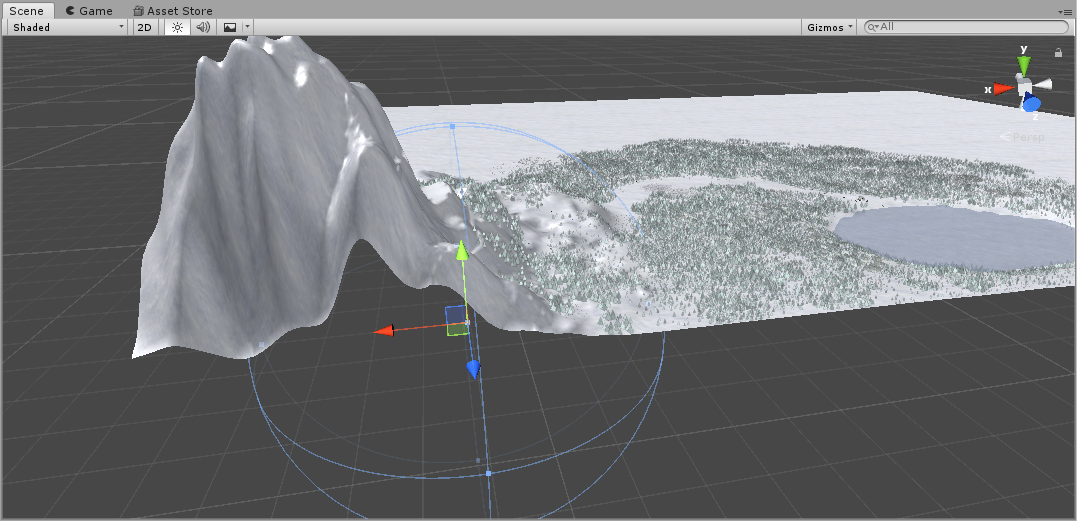 Scene Game Asset Store
Shaded 2D Gizmos All
y
x
z
Persp